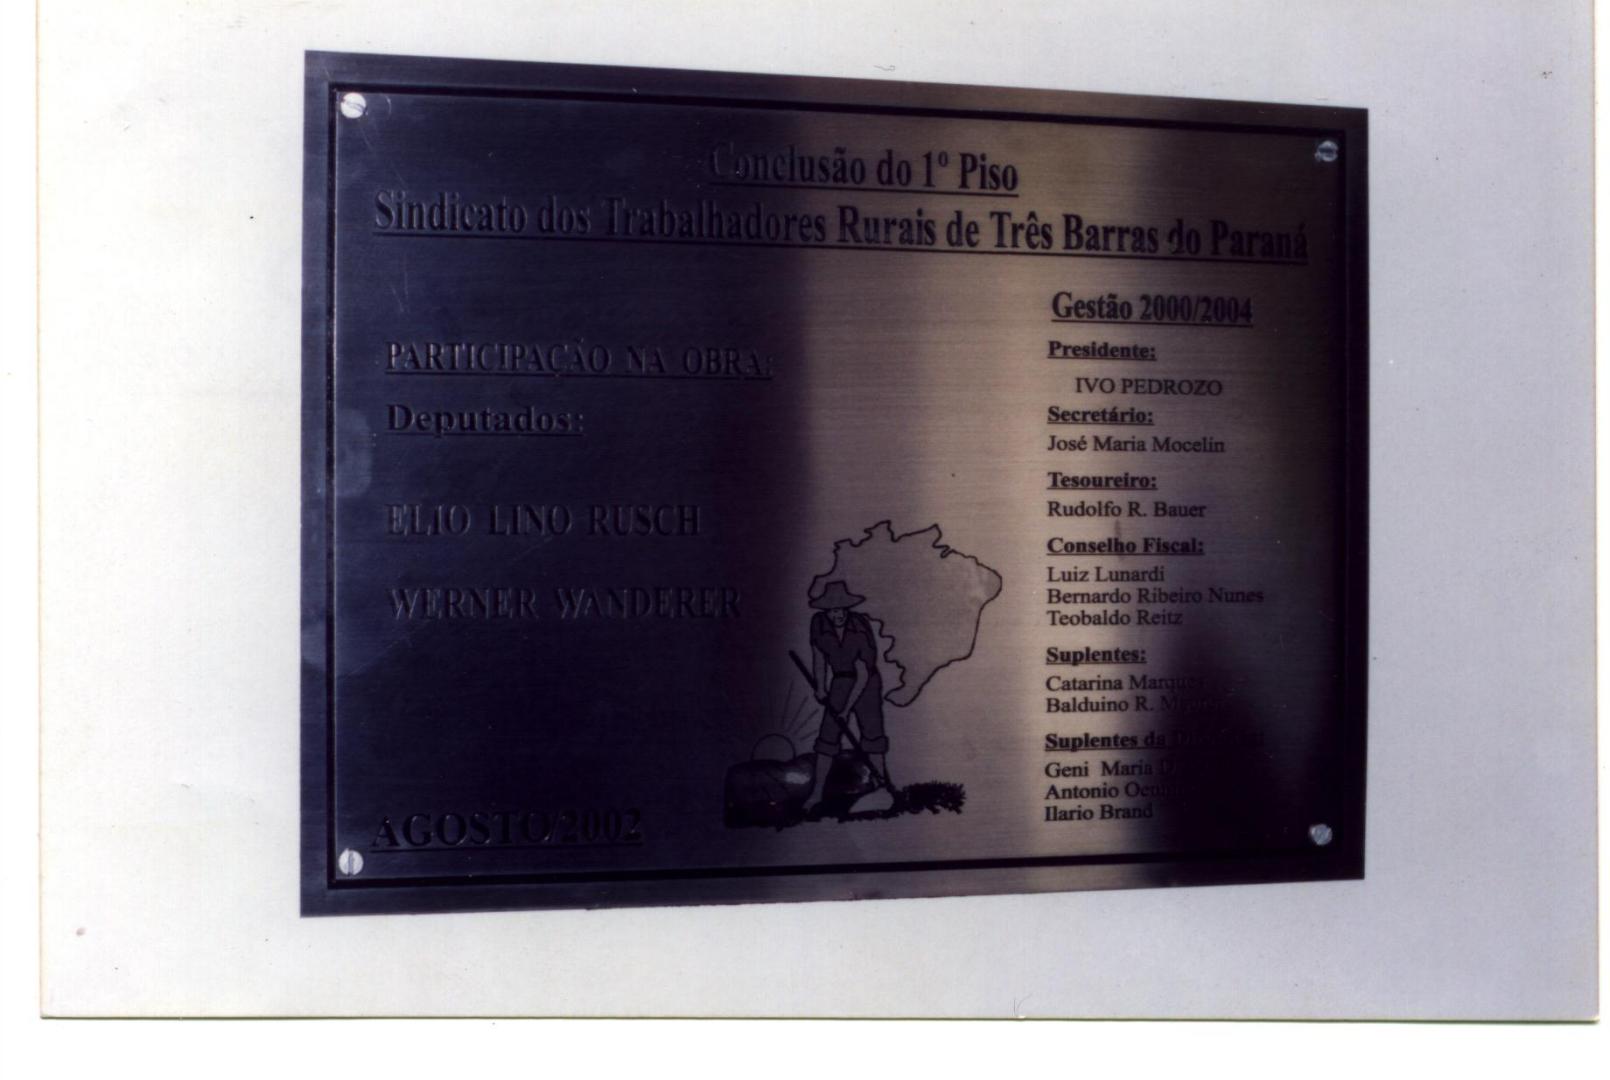 Conclusão do 1º Piso
Sindicato dos Trabalhadores Rurais de Três Barras do Paraná
PARTICIPAÇÃO NA OBRA:
Deputados:
ELIO LINO RUSCH
WERNER WANDERER
AGOSTO/2002
Gestão 2000/2004
Presidente:
IVO PEDROZO
Secretário:
José Maria Mocelin
Tesoureiro:
Rudolfo R. Bauer
Conselho Fiscal:
Luiz Lunardi
Bernardo Ribeiro Nunes
Teobaldo Reitz
Suplentes:
Catarina Marques
Balduino R.
Suplentes da
Geni Maria
Antonio
Ilario Brand